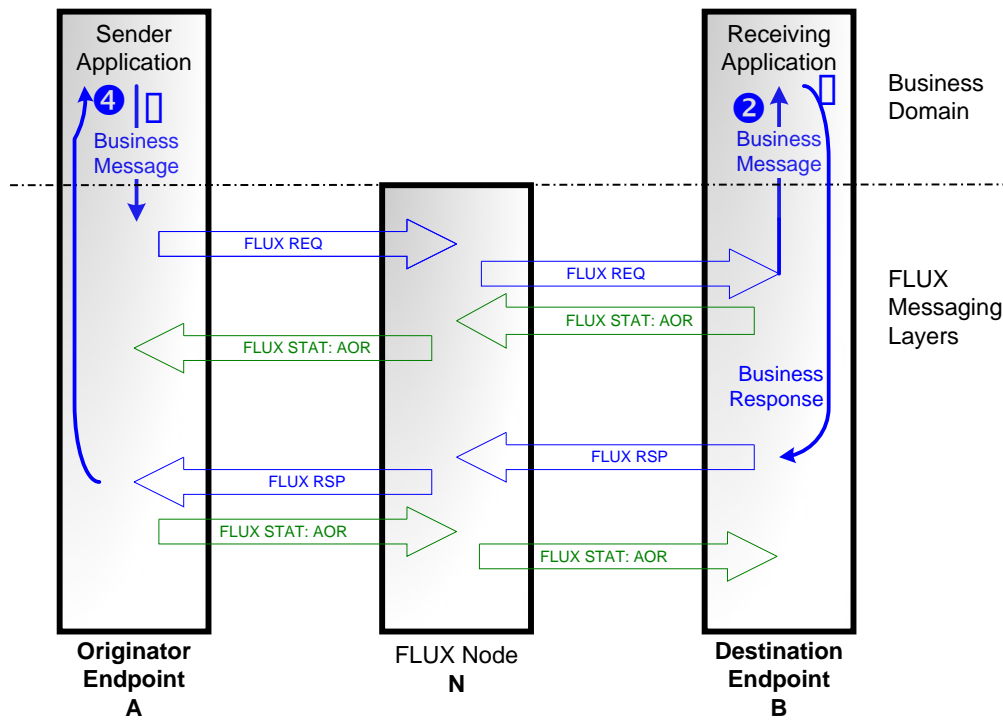 Sender
Application
❹
Business
Message
Receiving
Application
❷
Business
Message
Business
Domain
FLUX REQ
FLUX REQ
FLUX STAT: AOR
FLUX STAT: AOR
FLUX
Messaging
Layers
Business
Response
FLUX RSP
FLUX RSP
FLUX STAT: AOR
FLUX STAT: AOR
Originator
Endpoint
A
FLUX Node
N
Destination
Endpoint
B